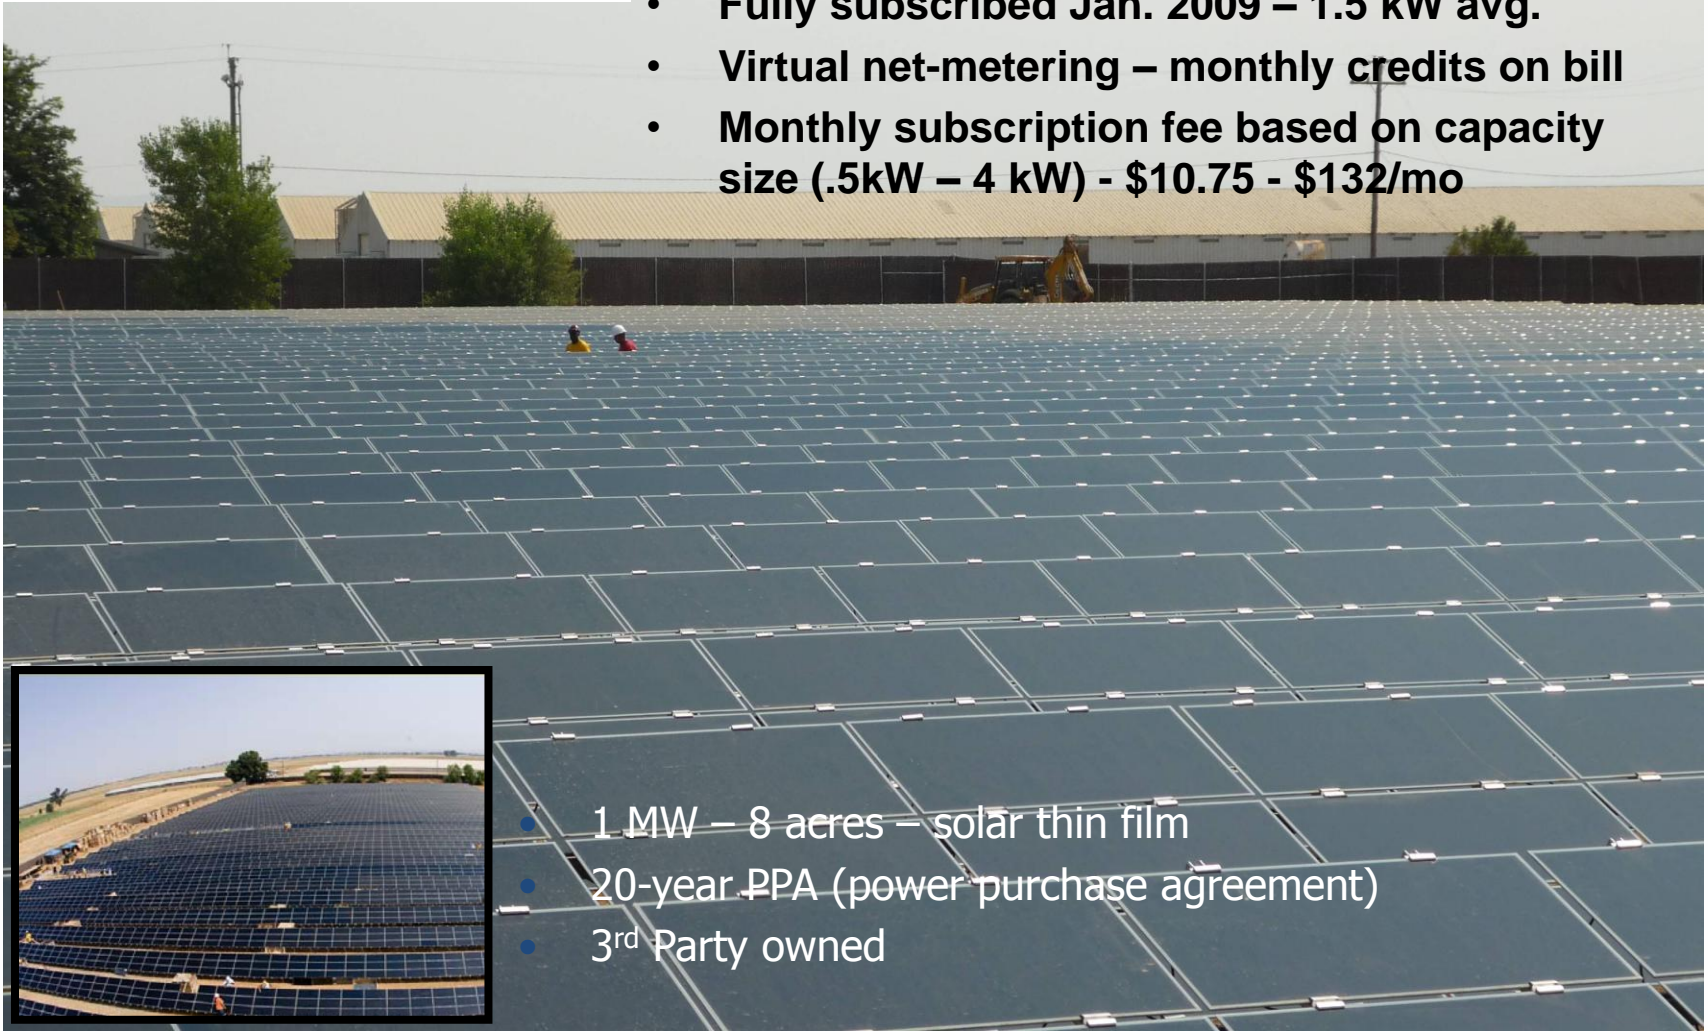 • Fully subscribed Jan. 2009 – 1.5 kW avg.
• Virtual net-metering – monthly credits on bill
• Monthly subscription fee based on capacity
size (.5kW – 4 kW) - $10.75 - $132/mo
• 1 MW – 8 acres – solar thin film
• 20-year PPA (power purchase agreement)
• 3rd Party owned